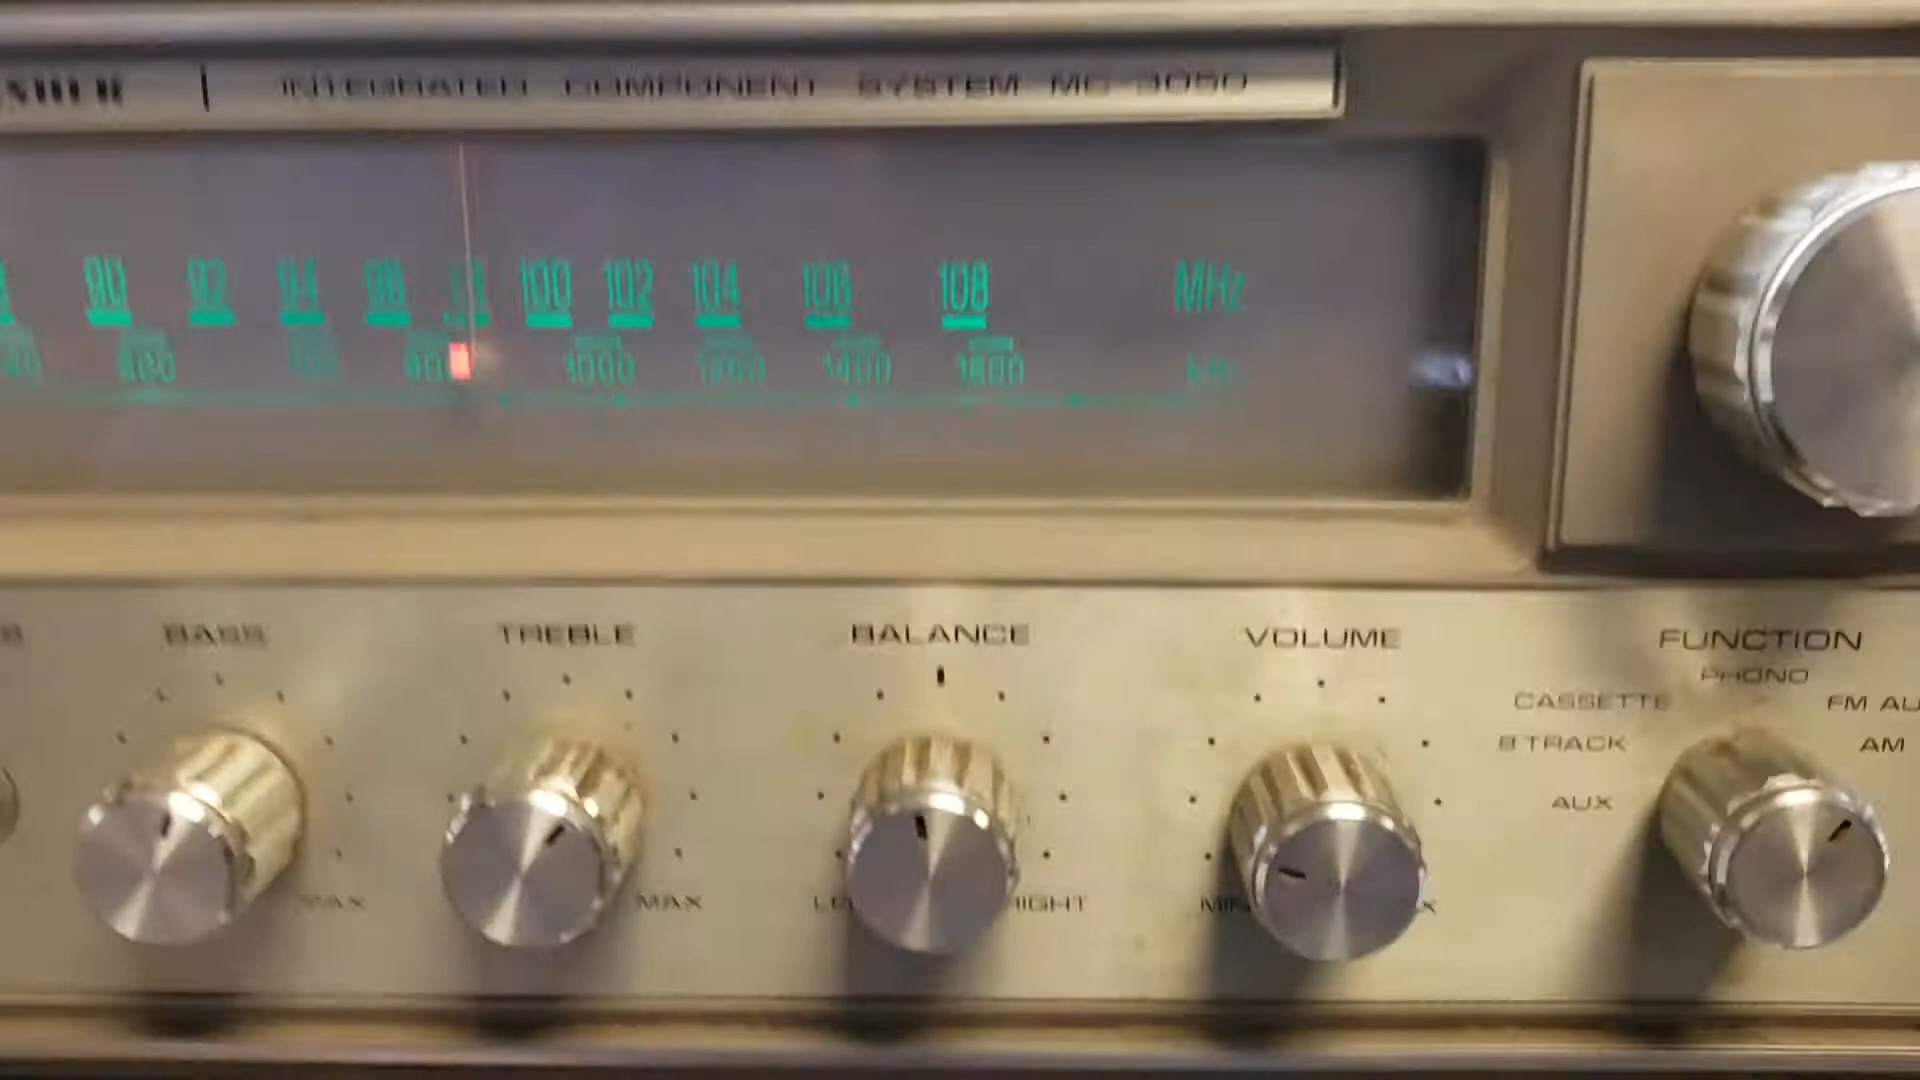 INTEGRATED COMPONENT SYSTEM MC-3050
90 92 94 96 98 100 102 104 106 108 MHz
600 1000 1200 1400 1600 kHz
BASS TREBLE BALANCE VOLUME FUNCTION
PHONO
CASSETTE FM AU
8 TRACK AM
AUX
MAX MAX RIGHT MIN